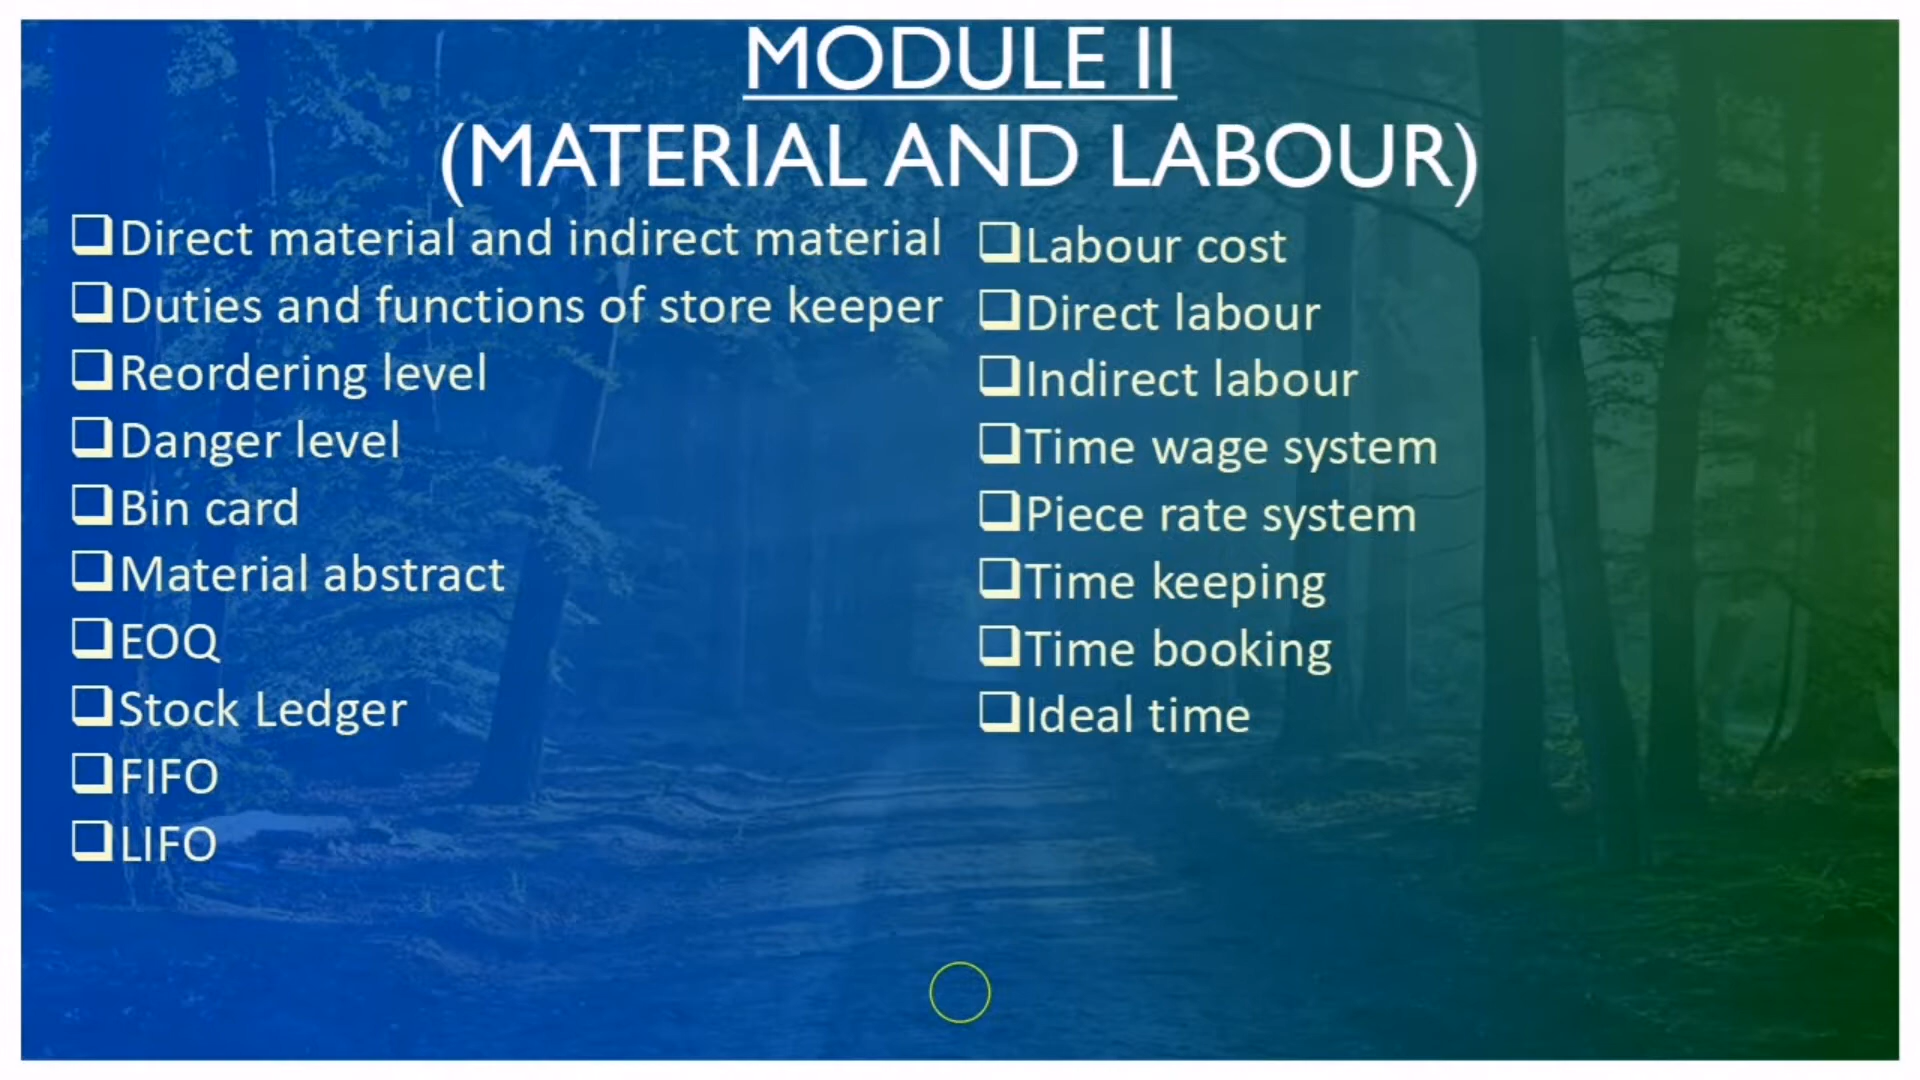 MODULE II
(MATERIAL AND LABOUR)
Direct material and indirect material
Duties and functions of store keeper
Reordering level
Danger level
Bin card
Material abstract
EOQ
Stock Ledger
FIFO
LIFO
Labour cost
Direct labour
Indirect labour
Time wage system
Piece rate system
Time keeping
Time booking
Ideal time